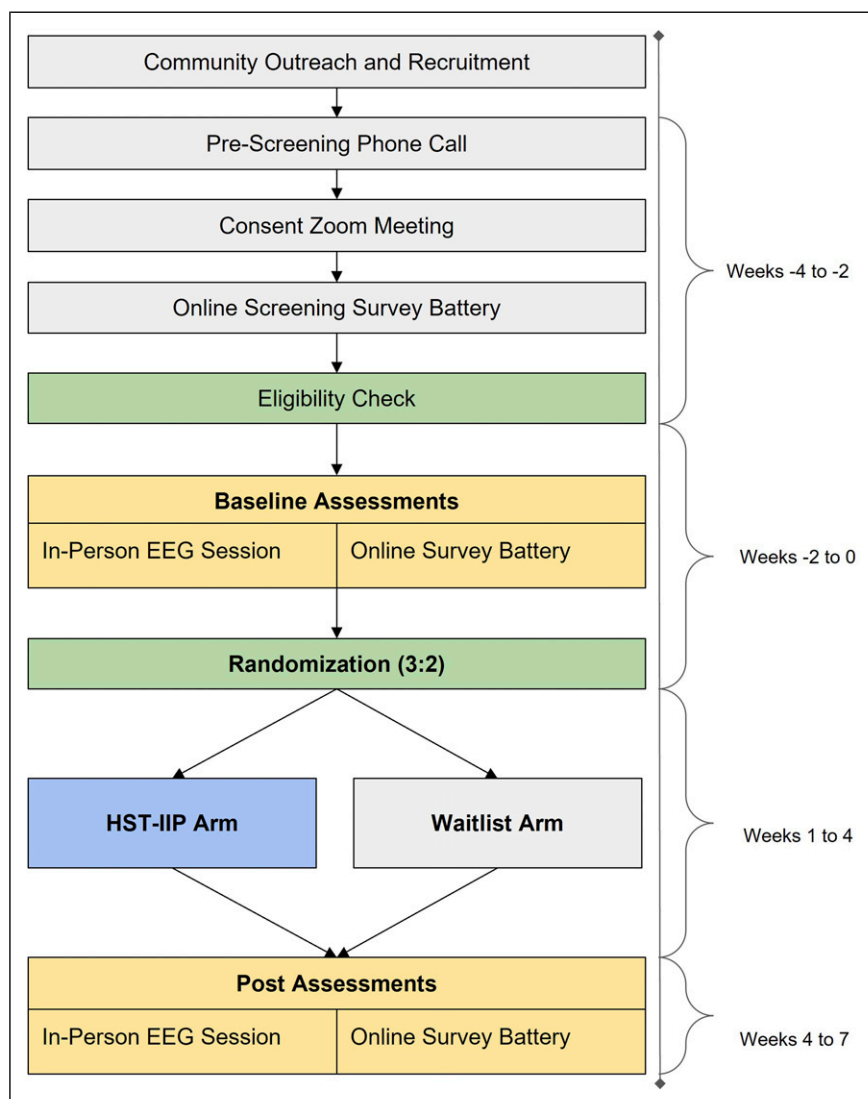 Community Outreach and Recruitment
Pre-Screening Phone Call
Consent Zoom Meeting
Online Screening Survey Battery
Weeks -4 to -2
Eligibility Check
Baseline Assessments
In-Person EEG Session
Online Survey Battery
Weeks -2 to 0
Randomization (3:2)
HST-IIP Arm
Waitlist Arm
Weeks 1 to 4
Post Assessments
In-Person EEG Session
Online Survey Battery
Weeks 4 to 7